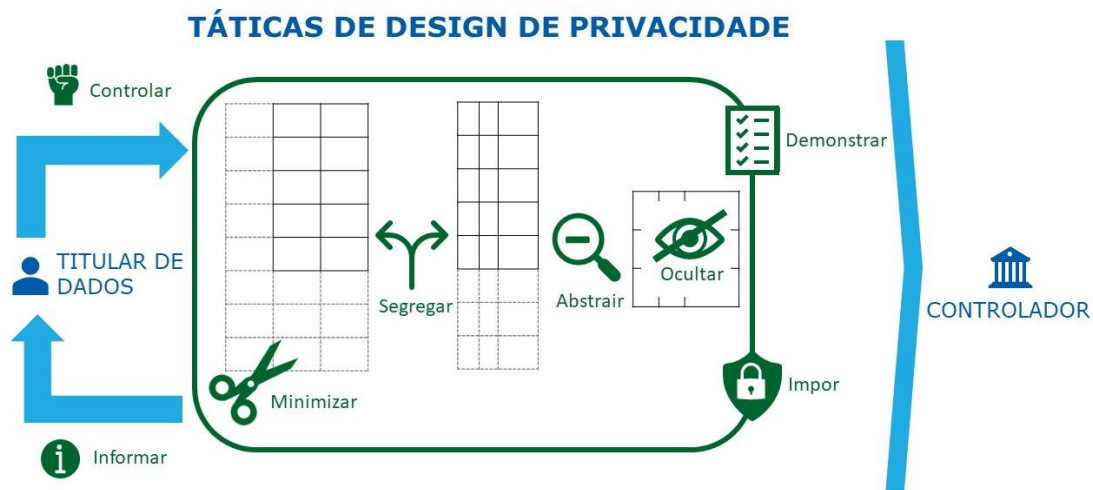 TÁTICAS DE DESIGN DE PRIVACIDADE
Controlar
Demonstrar
TITULAR DE
DADOS
Segregar
Abstrair
Ocultar
CONTROLADOR
Minimizar
Impor
Informar